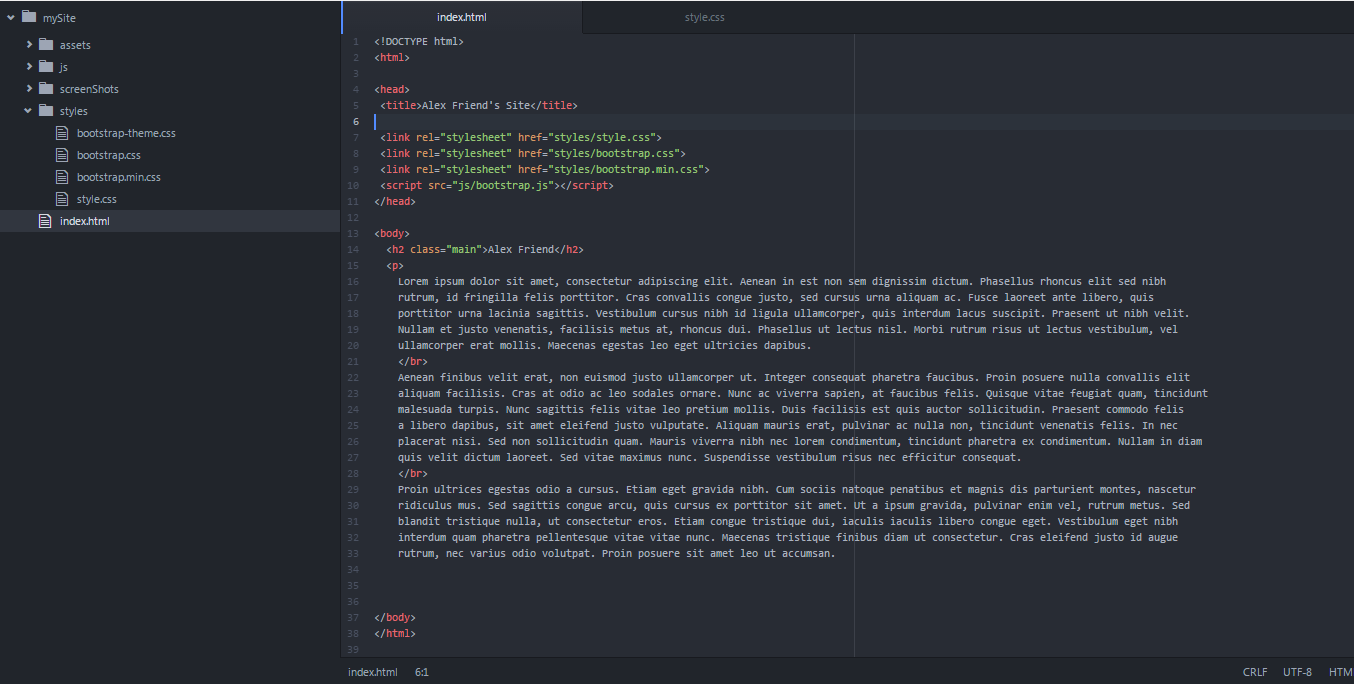 mySite
assets
js
screenShots
styles
bootstrap-theme.css
bootstrap.css
bootstrap.min.css
style.css
index.html
index.html style.css
1 <!DOCTYPE html>
2 <html>
3
4 <head>
5 <title>Alex Friend's Site</title>
6
7 <link rel="stylesheet" href="styles/style.css">
8 <link rel="stylesheet" href="styles/bootstrap.css">
9 <link rel="stylesheet" href="styles/bootstrap.min.css">
10 <script src="js/bootstrap.js"></script>
11 </head>
12
13 <body>
14 <h2 class="main">Alex Friend</h2>
15 <p>
16 Lorem ipsum dolor sit amet, consectetur adipiscing elit. Aenean in est non sem dignissim dictum. Phasellus rhoncus elit sed nibh
17 rutrum, id fringilla felis porttitor. Cras convallis congue justo, sed cursus urna aliquam ac. Fusce laoreet ante libero, quis
18 porttitor urna lacinia sagittis. Vestibulum cursus nibh id ligula ullamcorper, quis interdum lacus suscipit. Praesent ut nibh velit.
19 Nullam et justo venenatis, facilisis metus at, rhoncus dui. Phasellus ut lectus nisl. Morbi rutrum risus ut lectus vestibulum, vel
20 ullamcorper erat mollis. Maecenas egestas leo eget ultricies dapibus.
21 </br>
22 Aenean finibus velit erat, non euismod justo ullamcorper ut. Integer consequat pharetra faucibus. Proin posuere nulla convallis elit
23 aliquam facilisis. Cras at odio ac leo sodales ornare. Nunc ac viverra sapien, at faucibus felis. Quisque vitae feugiat quam, tincidunt
24 malesuada turpis. Nunc sagittis felis vitae leo pretium mollis. Duis facilisis est quis auctor sollicitudin. Praesent commodo felis
25 a libero dapibus, sit amet eleifend justo vulputate. Aliquam mauris erat, pulvinar ac nulla non, tincidunt venenatis felis. In nec
26 placerat nisi. Sed non sollicitudin quam. Mauris viverra nibh nec lorem condimentum, tincidunt pharetra ex condimentum. Nullam in diam
27 quis velit dictum laoreet. Sed vitae maximus nunc. Suspendisse vestibulum risus nec efficitur consequat.
28 </br>
29 Proin ultrices egestas odio a cursus. Etiam eget gravida nibh. Cum sociis natoque penatibus et magnis dis parturient montes, nascetur
30 ridiculus mus. Sed sagittis congue arcu, quis cursus ex porttitor sit amet. Ut a ipsum gravida, pulvinar enim vel, rutrum metus. Sed
31 blandit tristique nulla, ut consectetur eros. Etiam congue tristique dui, iaculis iaculis libero congue eget. Vestibulum eget nibh
32 interdum quam pharetra pellentesque vitae vitae nunc. Maecenas tristique finibus diam ut consectetur. Cras eleifend justo id augue
33 rutrum, nec varius odio volutpat. Proin posuere sit amet leo ut accumsan.
34
35
36
37 </body>
38 </html>
39
index.html 6:1 CRLF UTF-8 HTM